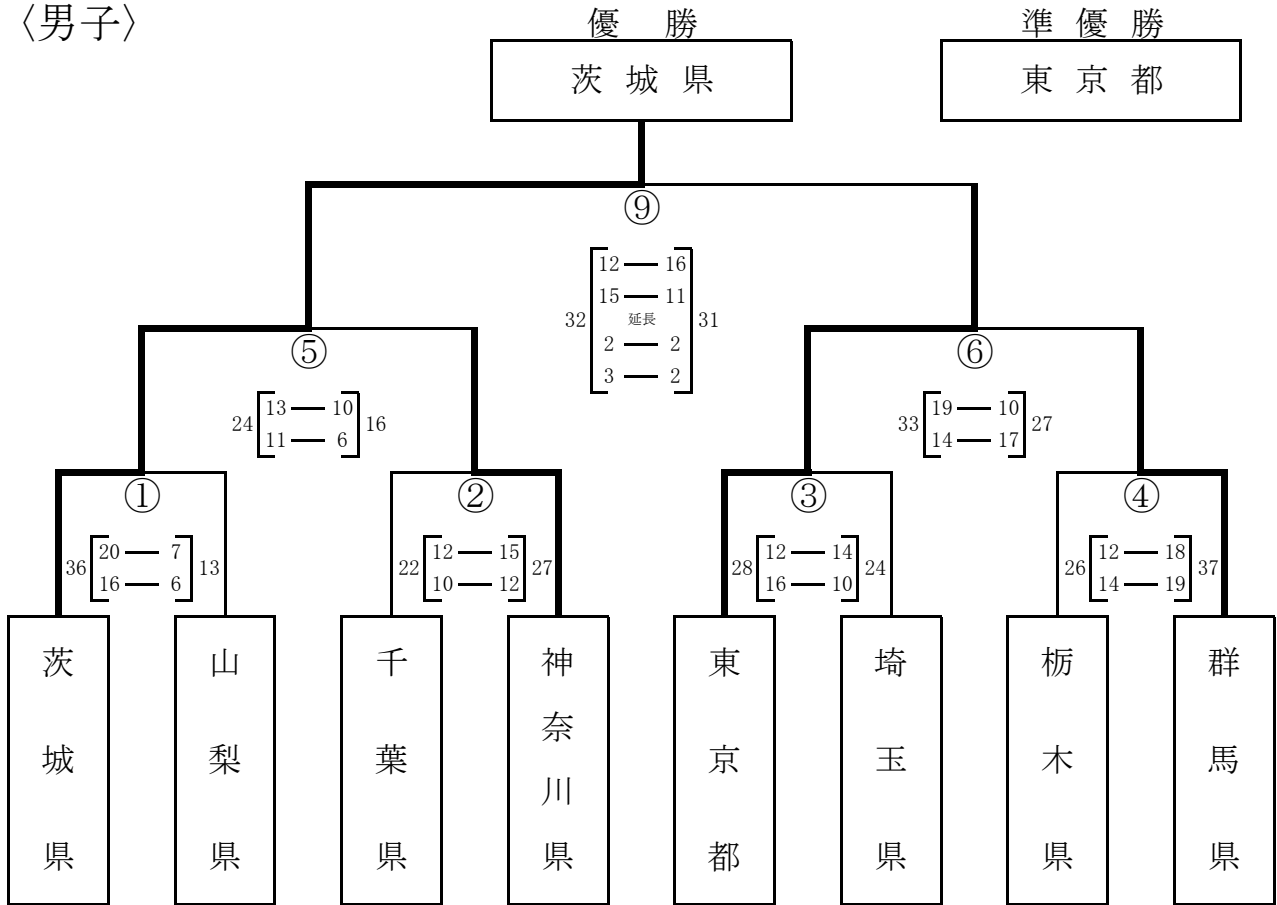 〈男子〉
優勝
準優勝
茨城県
東京都
⑨
12 — 16
15 — 11
32 延長 31
2 — 2
3 — 2
⑤
⑥
13 — 10
24 16
11 — 6
19 — 10
33 27
14 — 17
①
②
③
④
20 — 7
36 13
16 — 6
12 — 15
22 27
10 — 12
12 — 14
28 24
16 — 10
12 — 18
26 37
14 — 19
茨城県
山梨県
千葉県
神奈川県
東京都
埼玉県
栃木県
群馬県